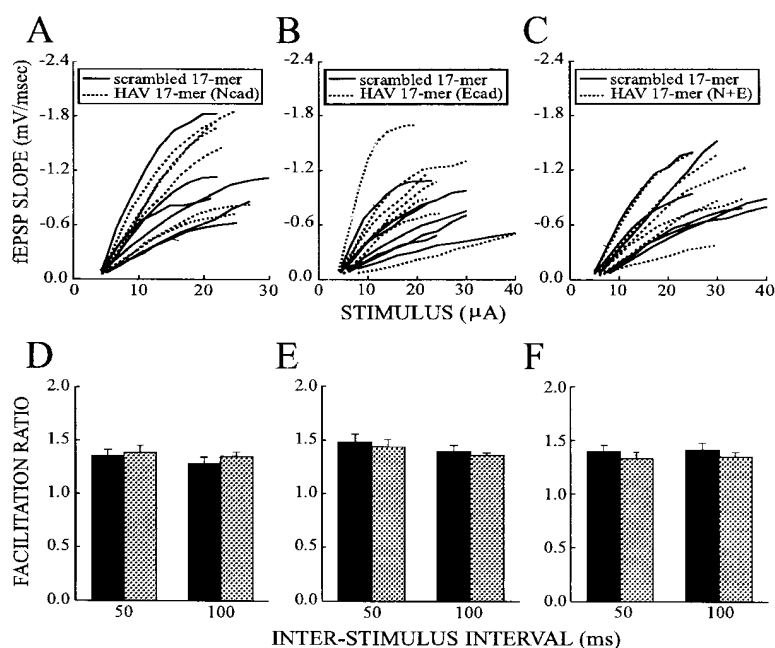 A
B
C
fEPSP SLOPE (mV/msec)
-2.4
-1.8
-1.2
-0.6
0.0
scrambled 17-mer
HAV 17-mer (Ncad)
0 10 20 30
-2.4
-1.8
-1.2
-0.6
0.0
scrambled 17-mer
HAV 17-mer (Ecad)
0 10 20 30 40
-2.4
-1.8
-1.2
-0.6
0.0
scrambled 17-mer
HAV 17-mer (N+E)
0 10 20 30 40
STIMULUS (μA)
D
E
F
FACILITATION RATIO
2.0
1.5
1.0
0.5
0.0
50 100
2.0
1.5
1.0
0.5
0.0
50 100
2.0
1.5
1.0
0.5
0.0
50 100
INTER-STIMULUS INTERVAL (ms)